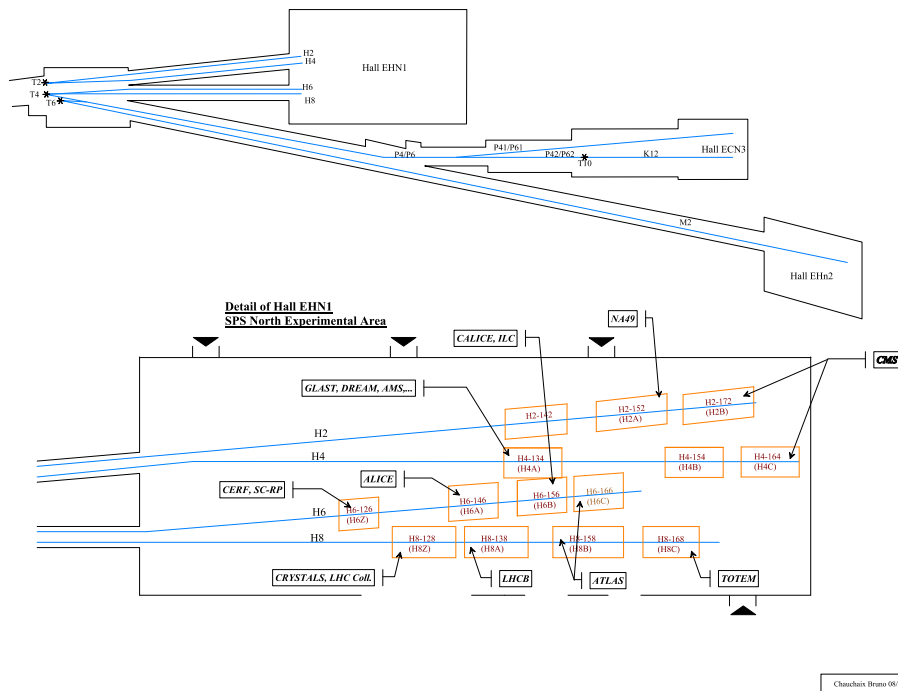 H2
H4
Hall EHN1
T2
T4
T6
H6
H8
P41/P61
P4/P6
P42/P62
T10
K12
Hall ECN3
M2
Hall EHn2
Detail of Hall EHN1
SPS North Experimental Area
NA49
CALICE, ILC
CMS
GLAST, DREAM, AMS,...
H2-142
H2-152
(H2A)
H2-172
(H2B)
H2
H4
H4-134
(H4A)
H4-154
(H4B)
H4-164
(H4C)
ALICE
CERF, SC-RP
H6
H6-126
(H6Z)
H6-146
(H6A)
H6-156
(H6B)
H6-166
(H6C)
H8
H8-128
(H8Z)
H8-138
(H8A)
H8-158
(H8B)
H8-168
(H8C)
CRYSTALS, LHC Coll.
LHCB
ATLAS
TOTEM
Chauchaix Bruno 08/